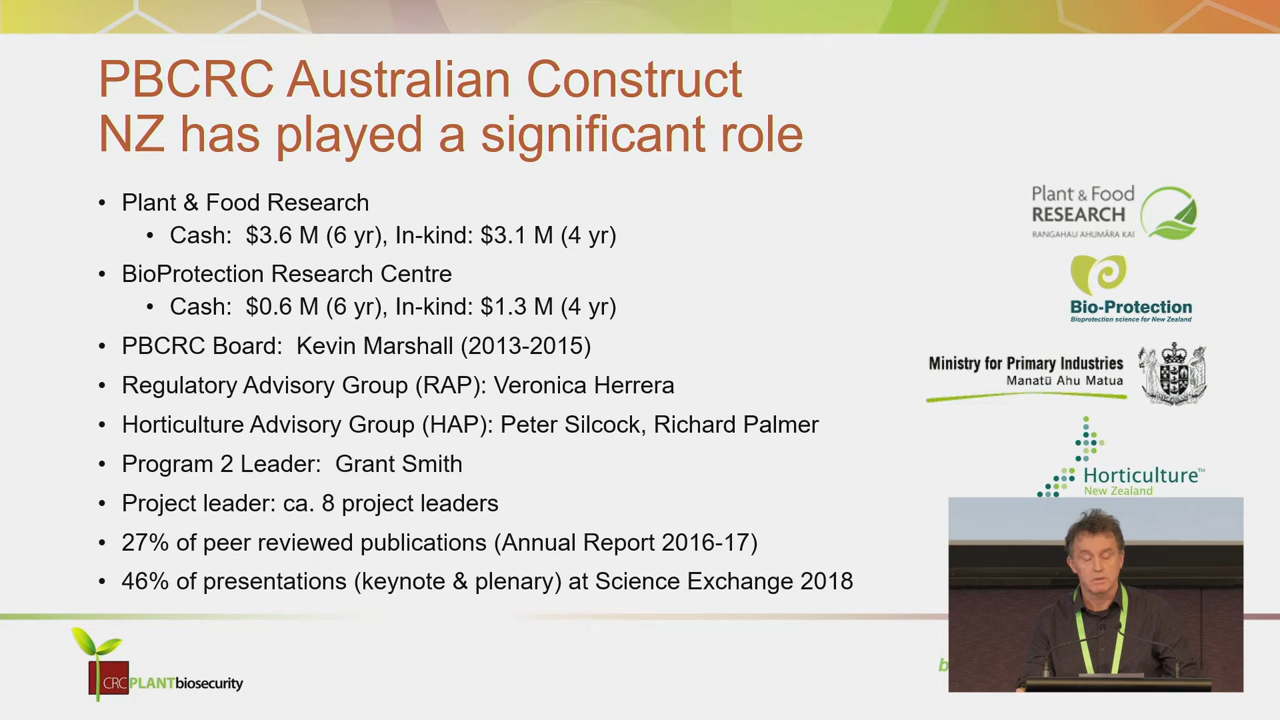 PBCRC Australian Construct
NZ has played a significant role
• Plant & Food Research
• Cash: $3.6 M (6 yr), In-kind: $3.1 M (4 yr)
• BioProtection Research Centre
• Cash: $0.6 M (6 yr), In-kind: $1.3 M (4 yr)
• PBCRC Board: Kevin Marshall (2013-2015)
• Regulatory Advisory Group (RAP): Veronica Herrera
• Horticulture Advisory Group (HAP): Peter Silcock, Richard Palmer
• Program 2 Leader: Grant Smith
• Project leader: ca. 8 project leaders
• 27% of peer reviewed publications (Annual Report 2016-17)
• 46% of presentations (keynote & plenary) at Science Exchange 2018
Plant & Food
RESEARCH
RANGAHAU AHUMĀRA KAI
Bio-Protection
Bioprotection science for New Zealand
Ministry for Primary Industries
Manatū Ahu Matua
Horticulture™
New Zealand
CRCPLANTbiosecurity
b